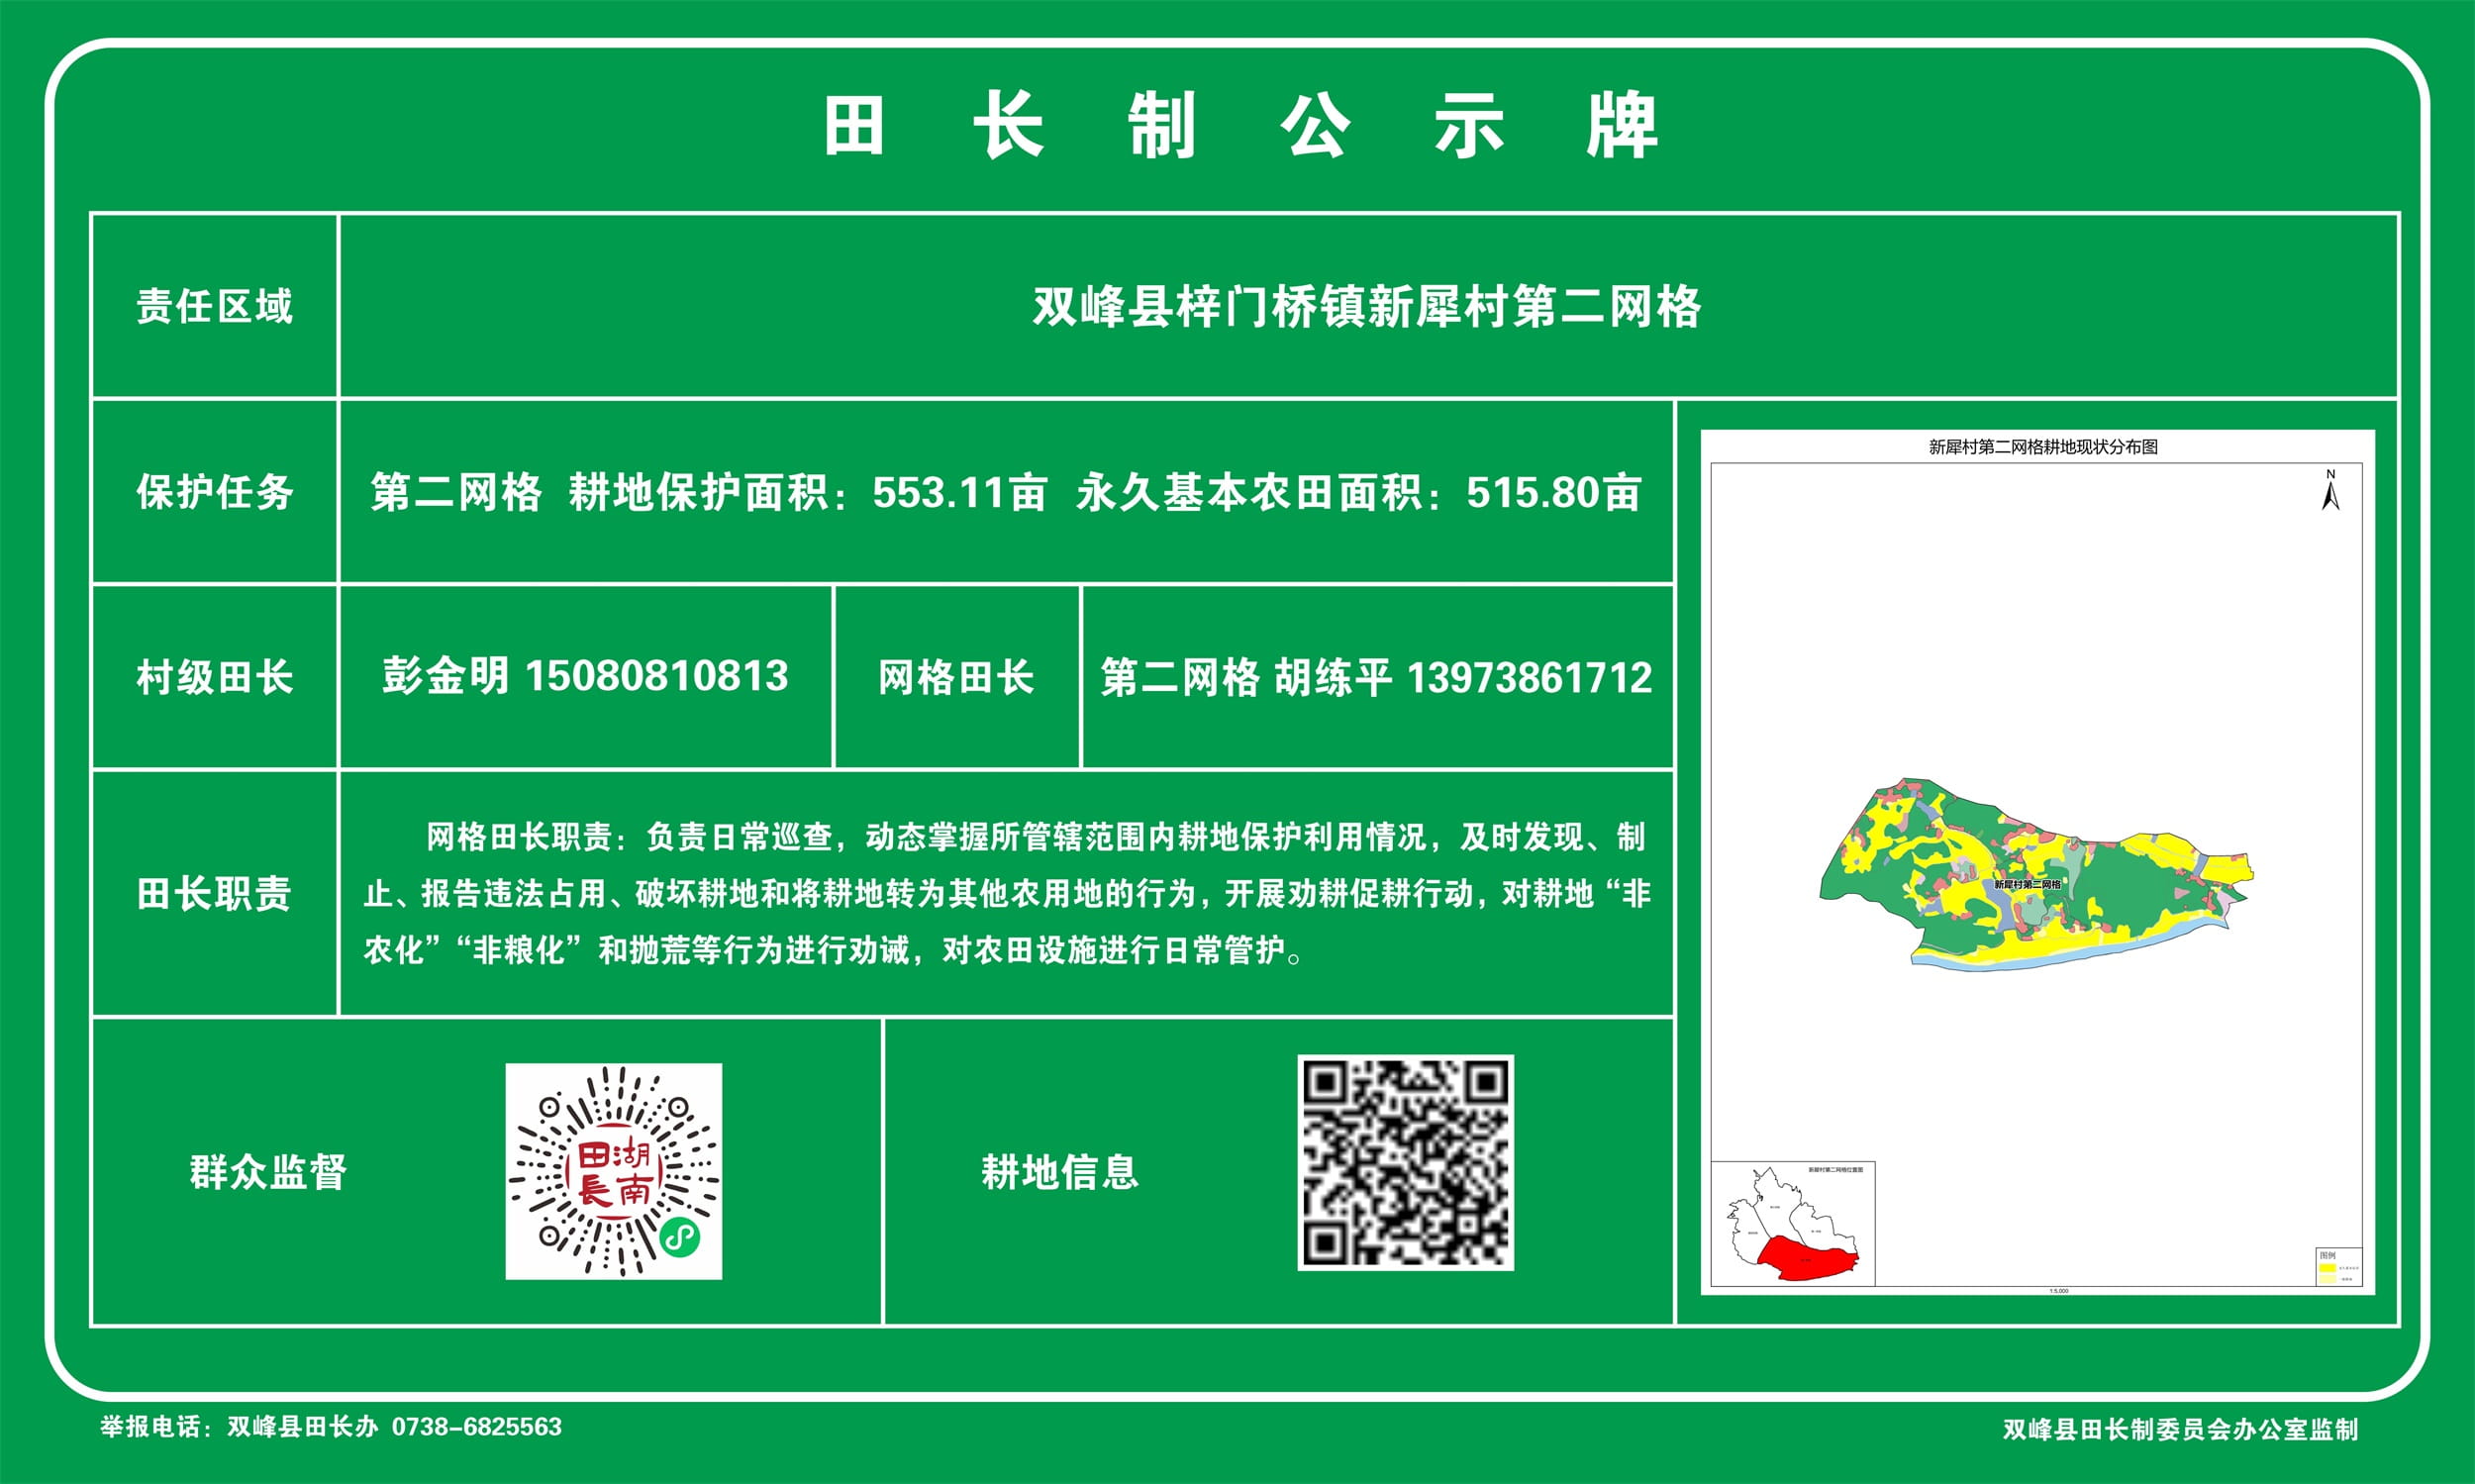 田长制公示牌
责任区域
双峰县梓门桥镇新犀村第二网格
保护任务
第二网格 耕地保护面积：553.11亩 永久基本农田面积：515.80亩
村级田长
彭金明 15080810813
网格田长
第二网格 胡练平 13973861712
田长职责
网格田长职责：负责日常巡查，动态掌握所管辖范围内耕地保护利用情况，及时发现、制
止、报告违法占用、破坏耕地和将耕地转为其他农用地的行为，开展劝耕促耕行动，对耕地“非
农化”“非粮化”和抛荒等行为进行劝诫，对农田设施进行日常管护。
群众监督
田湖
長南
耕地信息
新犀村第二网格耕地现状分布图
N
新犀村第二网格
新犀村第二网格位置图
图例
1:5,000
举报电话：双峰县田长办 0738-6825563
双峰县田长制委员会办公室监制